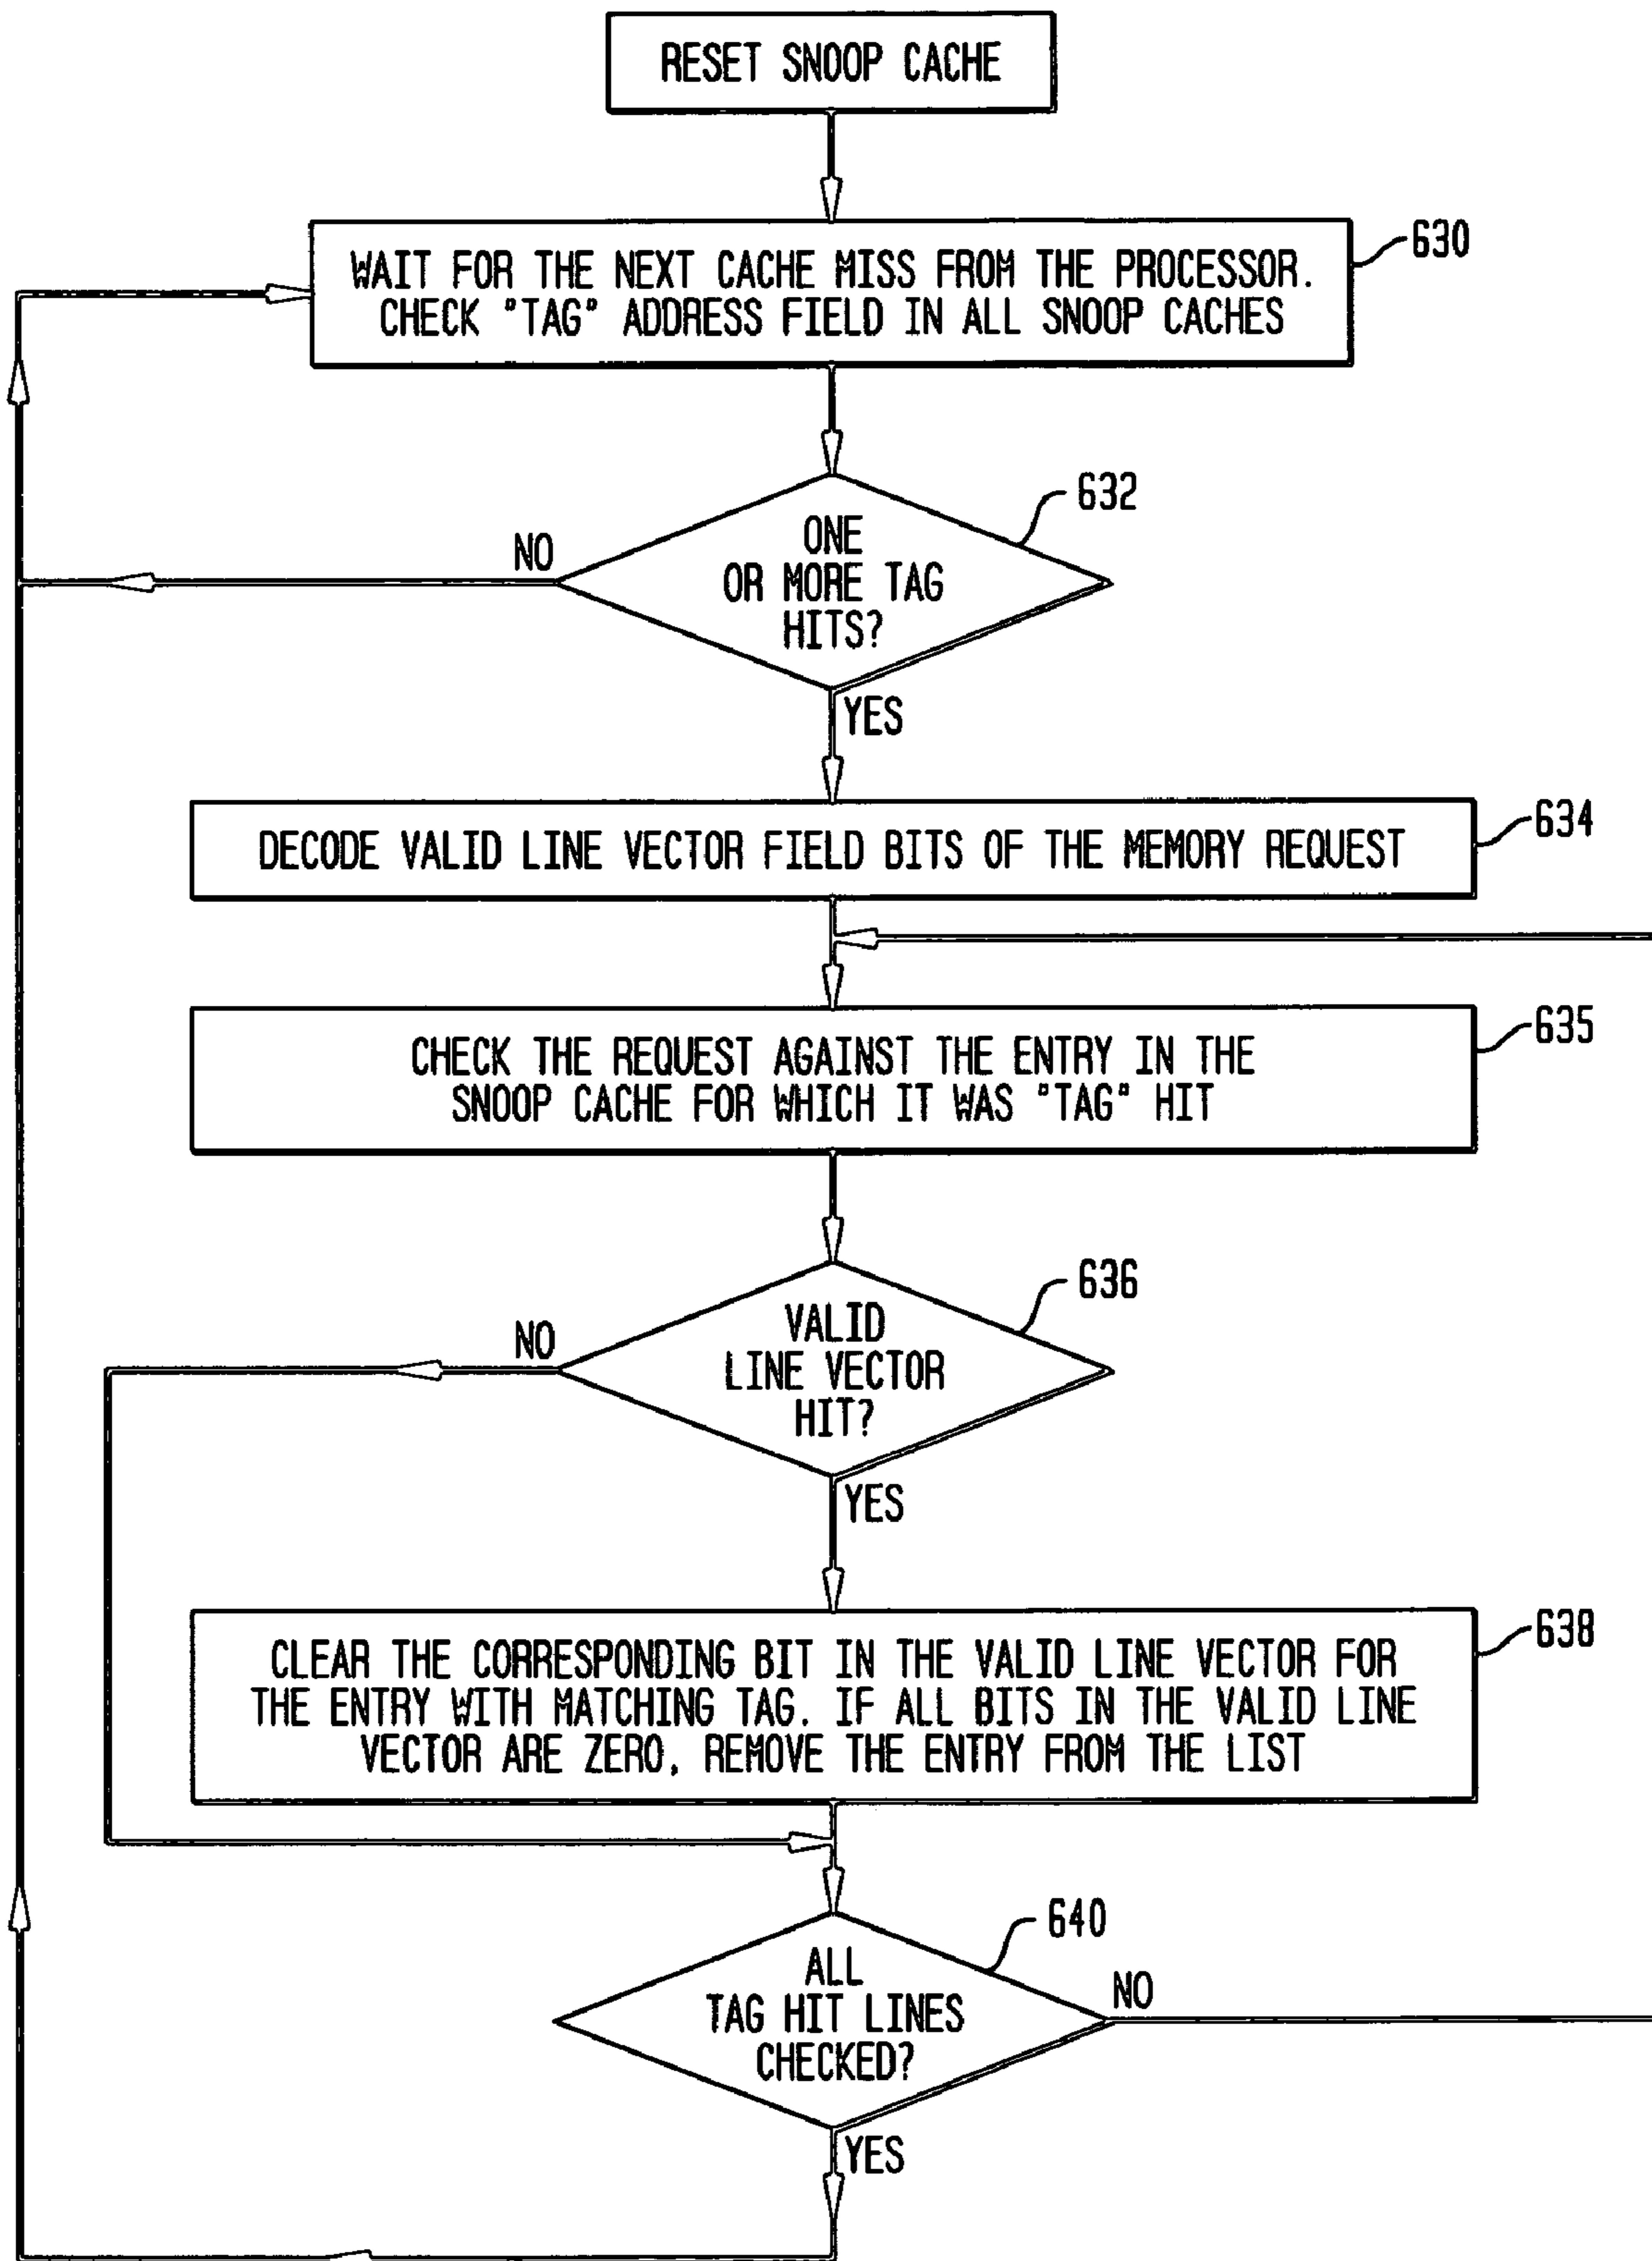 RESET SNOOP CACHE
WAIT FOR THE NEXT CACHE MISS FROM THE PROCESSOR.
CHECK "TAG" ADDRESS FIELD IN ALL SNOOP CACHES
630
ONE
OR MORE TAG
HITS?
632
NO
YES
DECODE VALID LINE VECTOR FIELD BITS OF THE MEMORY REQUEST
634
CHECK THE REQUEST AGAINST THE ENTRY IN THE
SNOOP CACHE FOR WHICH IT WAS "TAG" HIT
635
VALID
LINE VECTOR
HIT?
636
NO
YES
CLEAR THE CORRESPONDING BIT IN THE VALID LINE VECTOR FOR
THE ENTRY WITH MATCHING TAG. IF ALL BITS IN THE VALID LINE
VECTOR ARE ZERO, REMOVE THE ENTRY FROM THE LIST
638
ALL
TAG HIT LINES
CHECKED?
640
NO
YES